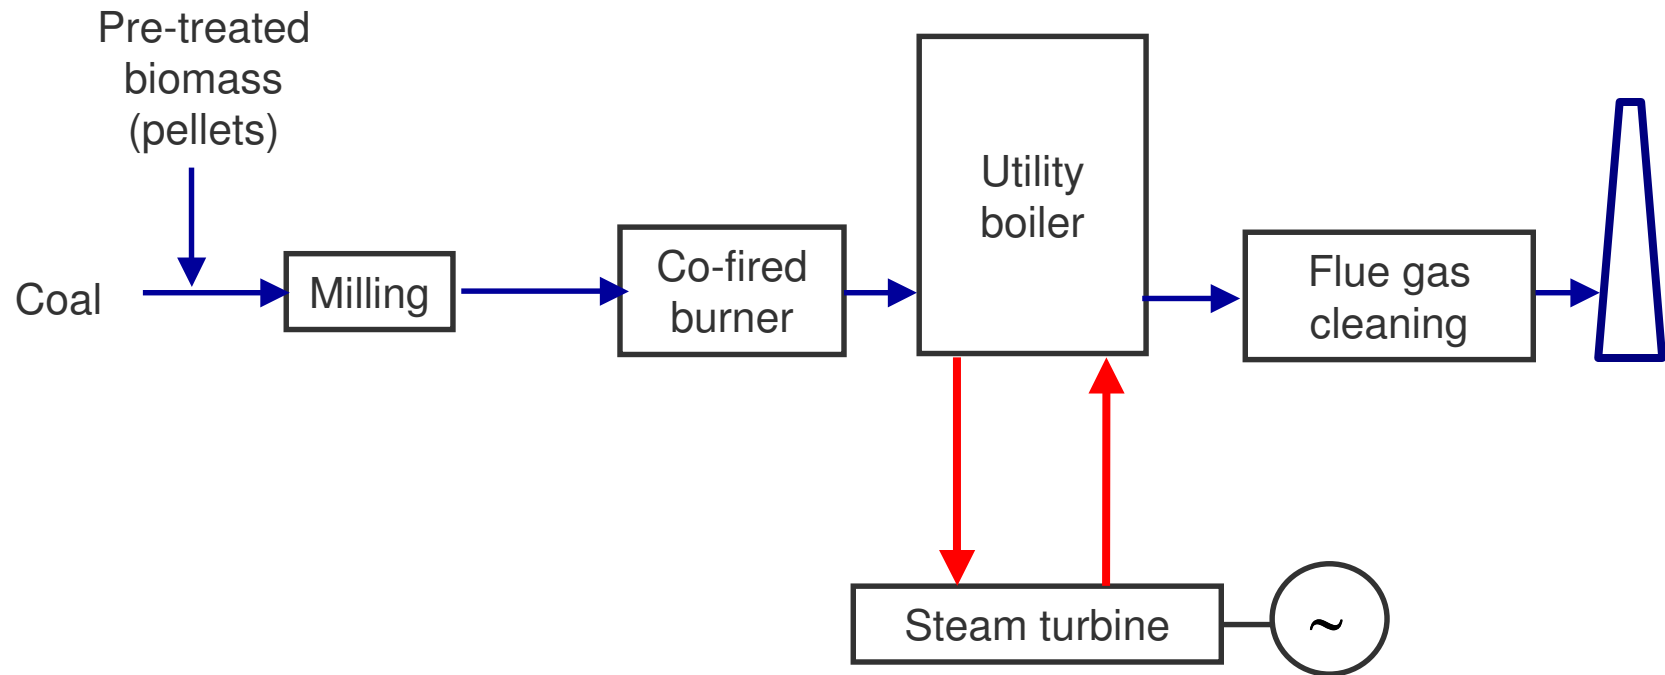 Pre-treated
biomass
(pellets)
Coal
Milling
Co-fired
burner
Utility
boiler
Flue gas
cleaning
Steam turbine
~